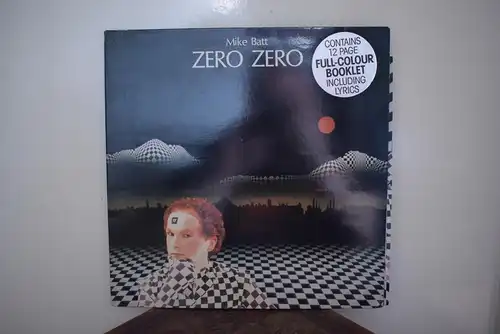 Mike Batt
ZERO ZERO
CONTAINS
12 PAGE
FULL-COLOUR
BOOKLET
INCLUDING
LYRICS